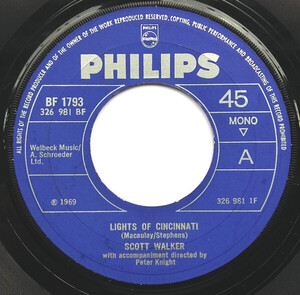 ALL RIGHTS OF THE RECORD PRODUCER AND OF THE OWNER OF THE WORK REPRODUCED RESERVED. COPYING, PUBLIC PERFORMANCE AND BROADCASTING OF THIS RECORD PROHIBITED
PHILIPS
PHILIPS
BF 1793
326 981 BF
45
MONO
Welbeck Music/
A. Schroeder
Ltd.
A
℗ 1969
326 981 1F
LIGHTS OF CINCINNATI
(Macaulay/Stephens)
SCOTT WALKER
with accompaniment directed by
Peter Knight